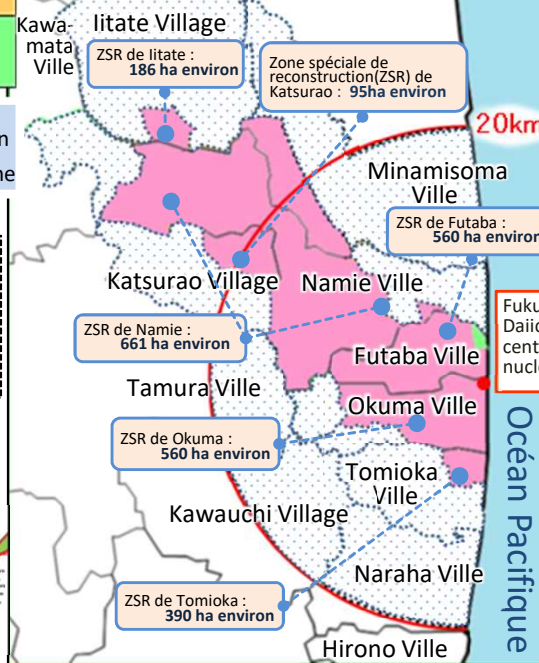 Iitate Village
Kawa-
mata
Ville
ZSR de Iitate :
186 ha environ
Zone spéciale de
reconstruction(ZSR) de
Katsurao : 95ha environ
20km
Minamisoma
Ville
ZSR de Futaba :
560 ha environ
Katsurao Village
Namie Ville
ZSR de Namie :
661 ha environ
Futaba Ville
Tamura Ville
Okuma Ville
ZSR de Okuma :
560 ha environ
Tomioka
Ville
Kawauchi Village
Naraha Ville
ZSR de Tomioka :
390 ha environ
Hirono Ville
Océan Pacifique